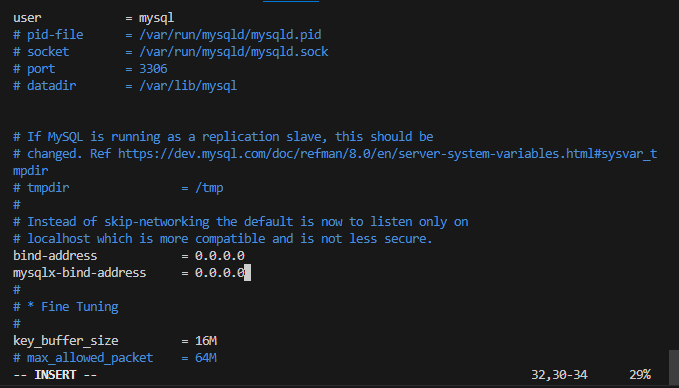 user            = mysql
# pid-file      = /var/run/mysqld/mysqld.pid
# socket        = /var/run/mysqld/mysqld.sock
# port          = 3306
# datadir       = /var/lib/mysql
# If MySQL is running as a replication slave, this should be
# changed. Ref https://dev.mysql.com/doc/refman/8.0/en/server-system-variables.html#sysvar_t
mpdir
# tmpdir                = /tmp
#
# Instead of skip-networking the default is now to listen only on
# localhost which is more compatible and is not less secure.
bind-address            = 0.0.0.0
mysqlx-bind-address     = 0.0.0.0
#
# * Fine Tuning
#
key_buffer_size         = 16M
# max_allowed_packet    = 64M
-- INSERT --                                                              32,30-34      29%